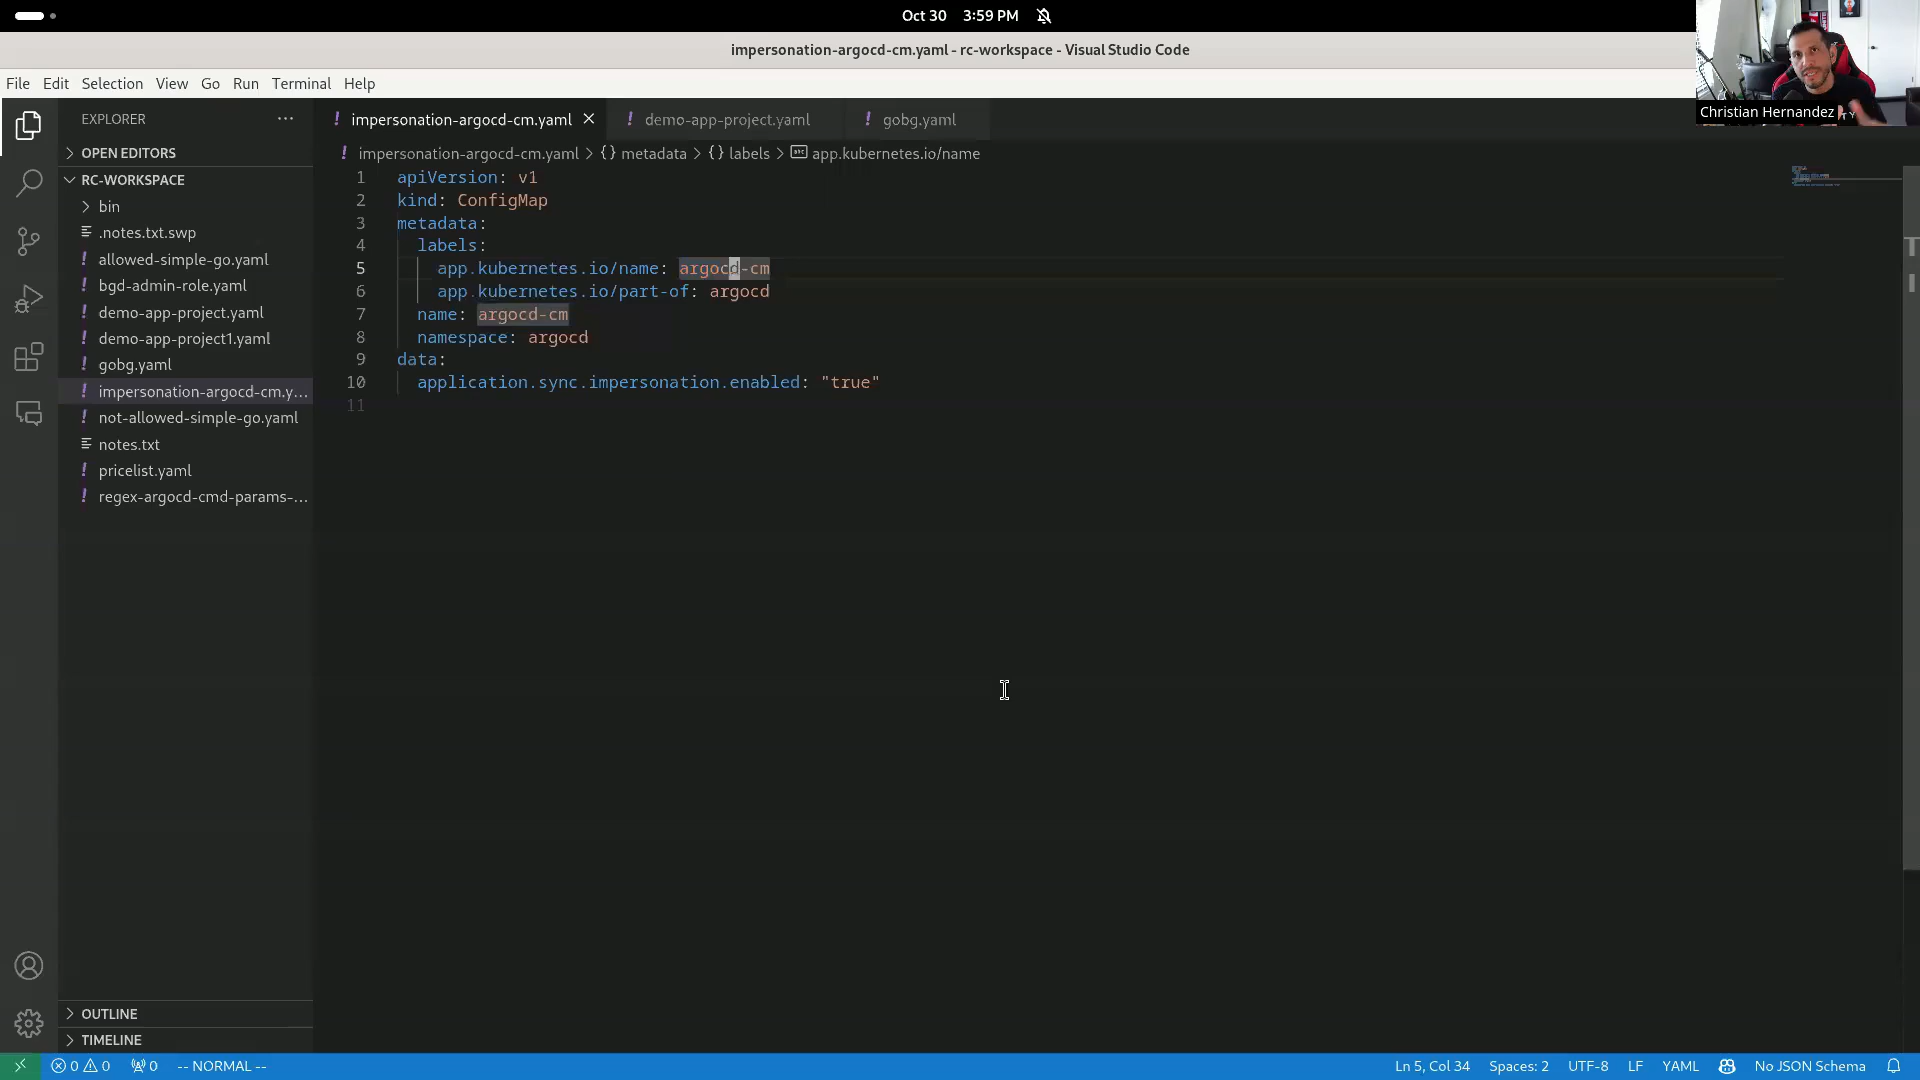 Oct 30 3:59 PM
impersonation-argocd-cm.yaml - rc-workspace - Visual Studio Code
Christian Hernandez
File Edit Selection View Go Run Terminal Help
EXPLORER
OPEN EDITORS
RC-WORKSPACE
bin
.notes.txt.swp
! allowed-simple-go.yaml
! bgd-admin-role.yaml
! demo-app-project.yaml
! demo-app-project1.yaml
! gobg.yaml
! impersonation-argocd-cm.y...
! not-allowed-simple-go.yaml
notes.txt
! pricelist.yaml
! regex-argocd-cmd-params-...
OUTLINE
TIMELINE
! impersonation-argocd-cm.yaml ! demo-app-project.yaml ! gobg.yaml
! impersonation-argocd-cm.yaml > {} metadata > {} labels > abc app.kubernetes.io/name
1 apiVersion: v1
2 kind: ConfigMap
3 metadata:
4 labels:
5 app.kubernetes.io/name: argocd-cm
6 app.kubernetes.io/part-of: argocd
7 name: argocd-cm
8 namespace: argocd
9 data:
10 application.sync.impersonation.enabled: "true"
11
0 0 0 -- NORMAL -- Ln 5, Col 34 Spaces: 2 UTF-8 LF YAML No JSON Schema